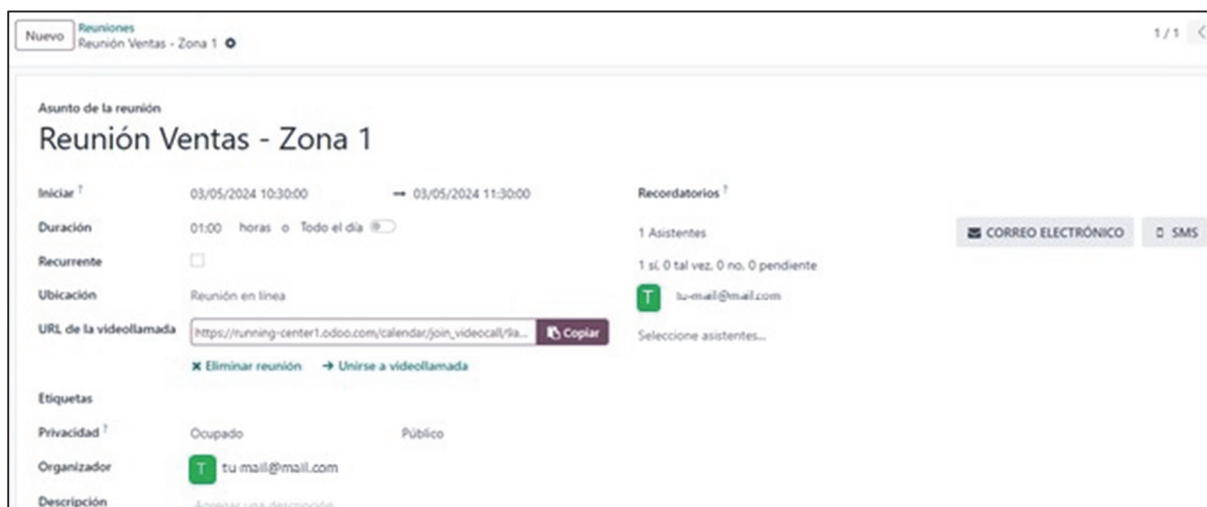 Nuevo
Reuniones
Reunión Ventas - Zona 1
1 / 1
Asunto de la reunión
Reunión Ventas - Zona 1
Iniciar ? 03/05/2024 10:30:00 → 03/05/2024 11:30:00
Duración 01:00 horas o Todo el día
Recurrente
Ubicación Reunión en línea
URL de la videollamada https://running-center1.odoo.com/calendar/join_videocall/9a... Copiar
Eliminar reunión → Unirse a videollamada
Etiquetas
Privacidad ? Ocupado Público
Organizador T tu-mail@mail.com
Descripción Agregar una descripción
Recordatorios ?
1 Asistentes CORREO ELECTRÓNICO SMS
1 sí, 0 tal vez, 0 no, 0 pendiente
T tu-mail@mail.com
Seleccione asistentes...